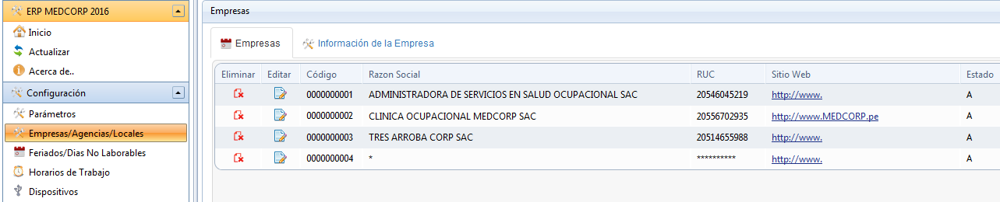 ERP MEDCORP 2016
Inicio
Actualizar
Acerca de..
Configuración
Parámetros
Empresas/Agencias/Locales
Feriados/Dias No Laborables
Horarios de Trabajo
Dispositivos
Empresas
Empresas Información de la Empresa
Eliminar Editar Código Razon Social RUC Sitio Web Estado
0000000001 ADMINISTRADORA DE SERVICIOS EN SALUD OCUPACIONAL SAC 20546045219 http://www. A
0000000002 CLINICA OCUPACIONAL MEDCORP SAC 20556702935 http://www.MEDCORP.pe A
0000000003 TRES ARROBA CORP SAC 20514655988 http://www. A
0000000004 * ********** http://www. A